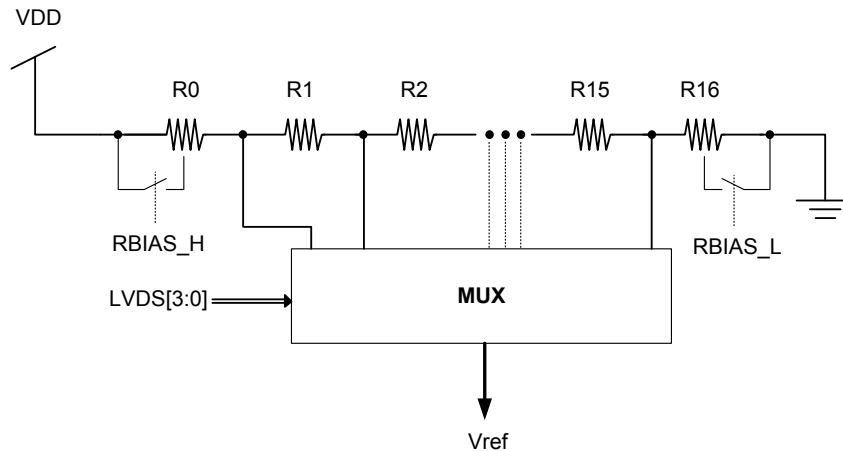 VDD
R0
R1
R2
R15
R16
RBIAS_H
RBIAS_L
LVDS[3:0]
MUX
Vref